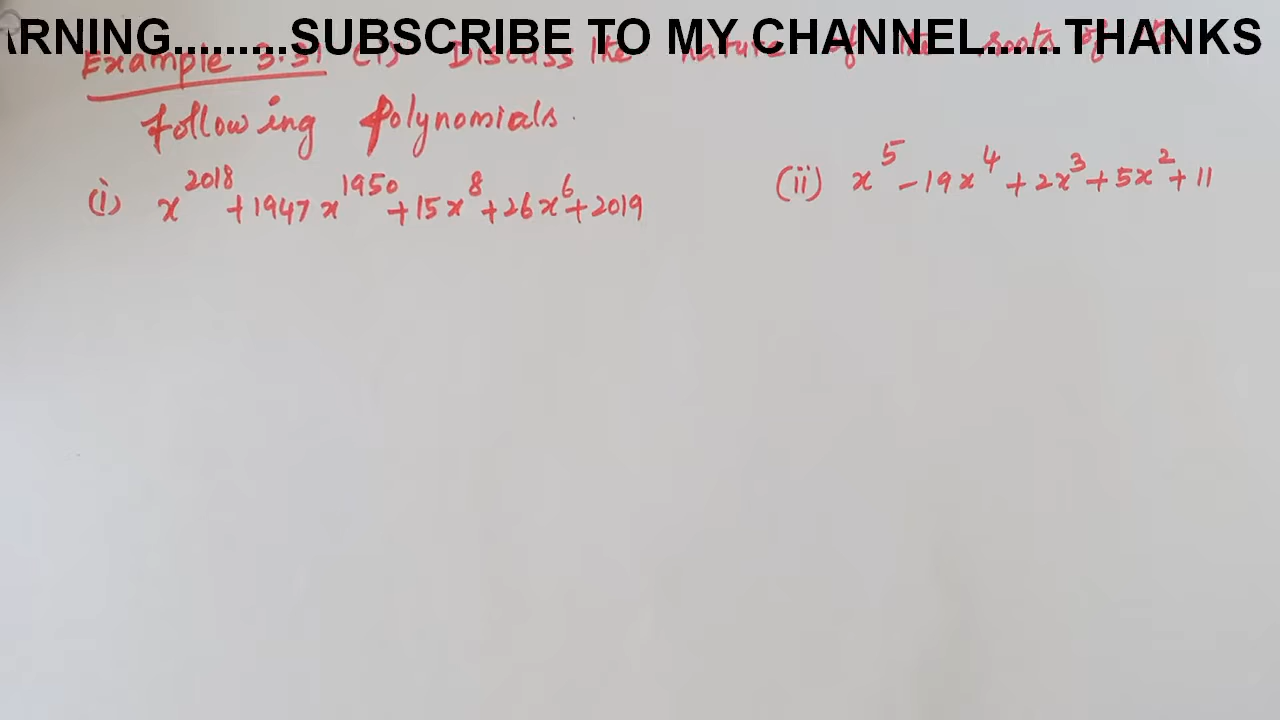 ARNING.........SUBSCRIBE TO MY CHANNEL......THANKS
Example 3.31 (i) Discuss the nature of the roots of the
following polynomials.
(i) x^2018 + 1947 x^1950 + 15x^8 + 26x^6 + 2019
(ii) x^5 - 19x^4 + 2x^3 + 5x^2 + 11